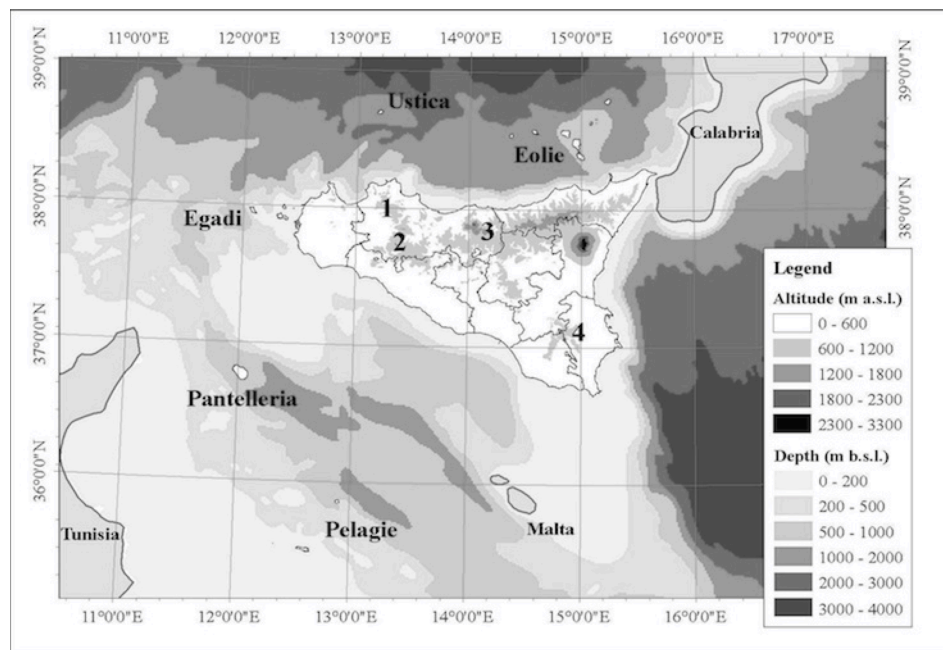 11°0'0"E 12°0'0"E 13°0'0"E 14°0'0"E 15°0'0"E 16°0'0"E 17°0'0"E
39°0'0"N
39°0'0"N
Ustica
Calabria
Eolie
38°0'0"N
38°0'0"N
1
Egadi
2
3
Legend
Altitude (m a.s.l.)
0 - 600
600 - 1200
1200 - 1800
1800 - 2300
2300 - 3300
Depth (m b.s.l.)
0 - 200
200 - 500
500 - 1000
1000 - 2000
2000 - 3000
3000 - 4000
4
37°0'0"N
Pantelleria
36°0'0"N
Tunisia
Pelagie
Malta
11°0'0"E 12°0'0"E 13°0'0"E 14°0'0"E 15°0'0"E 16°0'0"E